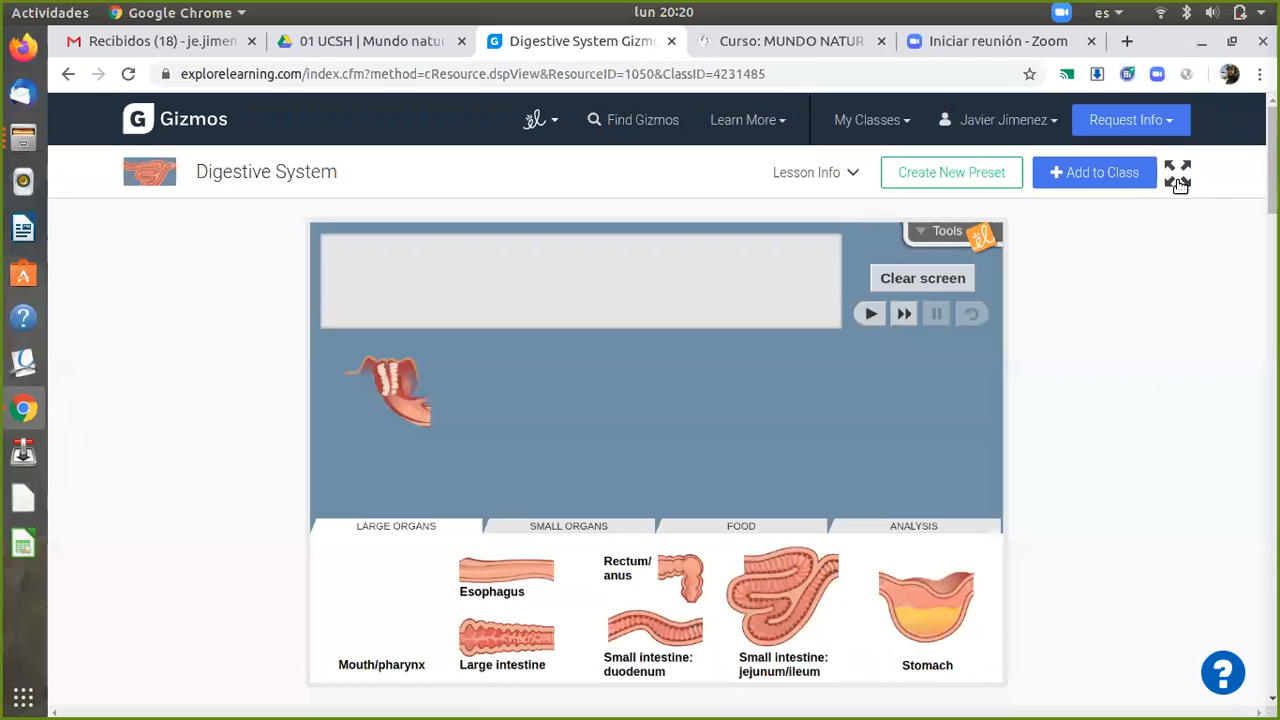 Actividades Google Chrome lun 20:20 es
Recibidos (18) - je.jimen 01 UCSH | Mundo natu Digestive System Gizm Curso: MUNDO NATUR Iniciar reunión - Zoom
explorelearning.com/index.cfm?method=cResource.dspView&ResourceID=1050&ClassID=4231485
G Gizmos el Find Gizmos Learn More My Classes Javier Jimenez Request Info
Digestive System Lesson Info Create New Preset + Add to Class
Tools el
Clear screen
LARGE ORGANS SMALL ORGANS FOOD ANALYSIS
Mouth/pharynx
Esophagus
Large intestine
Rectum/
anus
Small intestine:
duodenum
Small intestine:
jejunum/ileum
Stomach
?